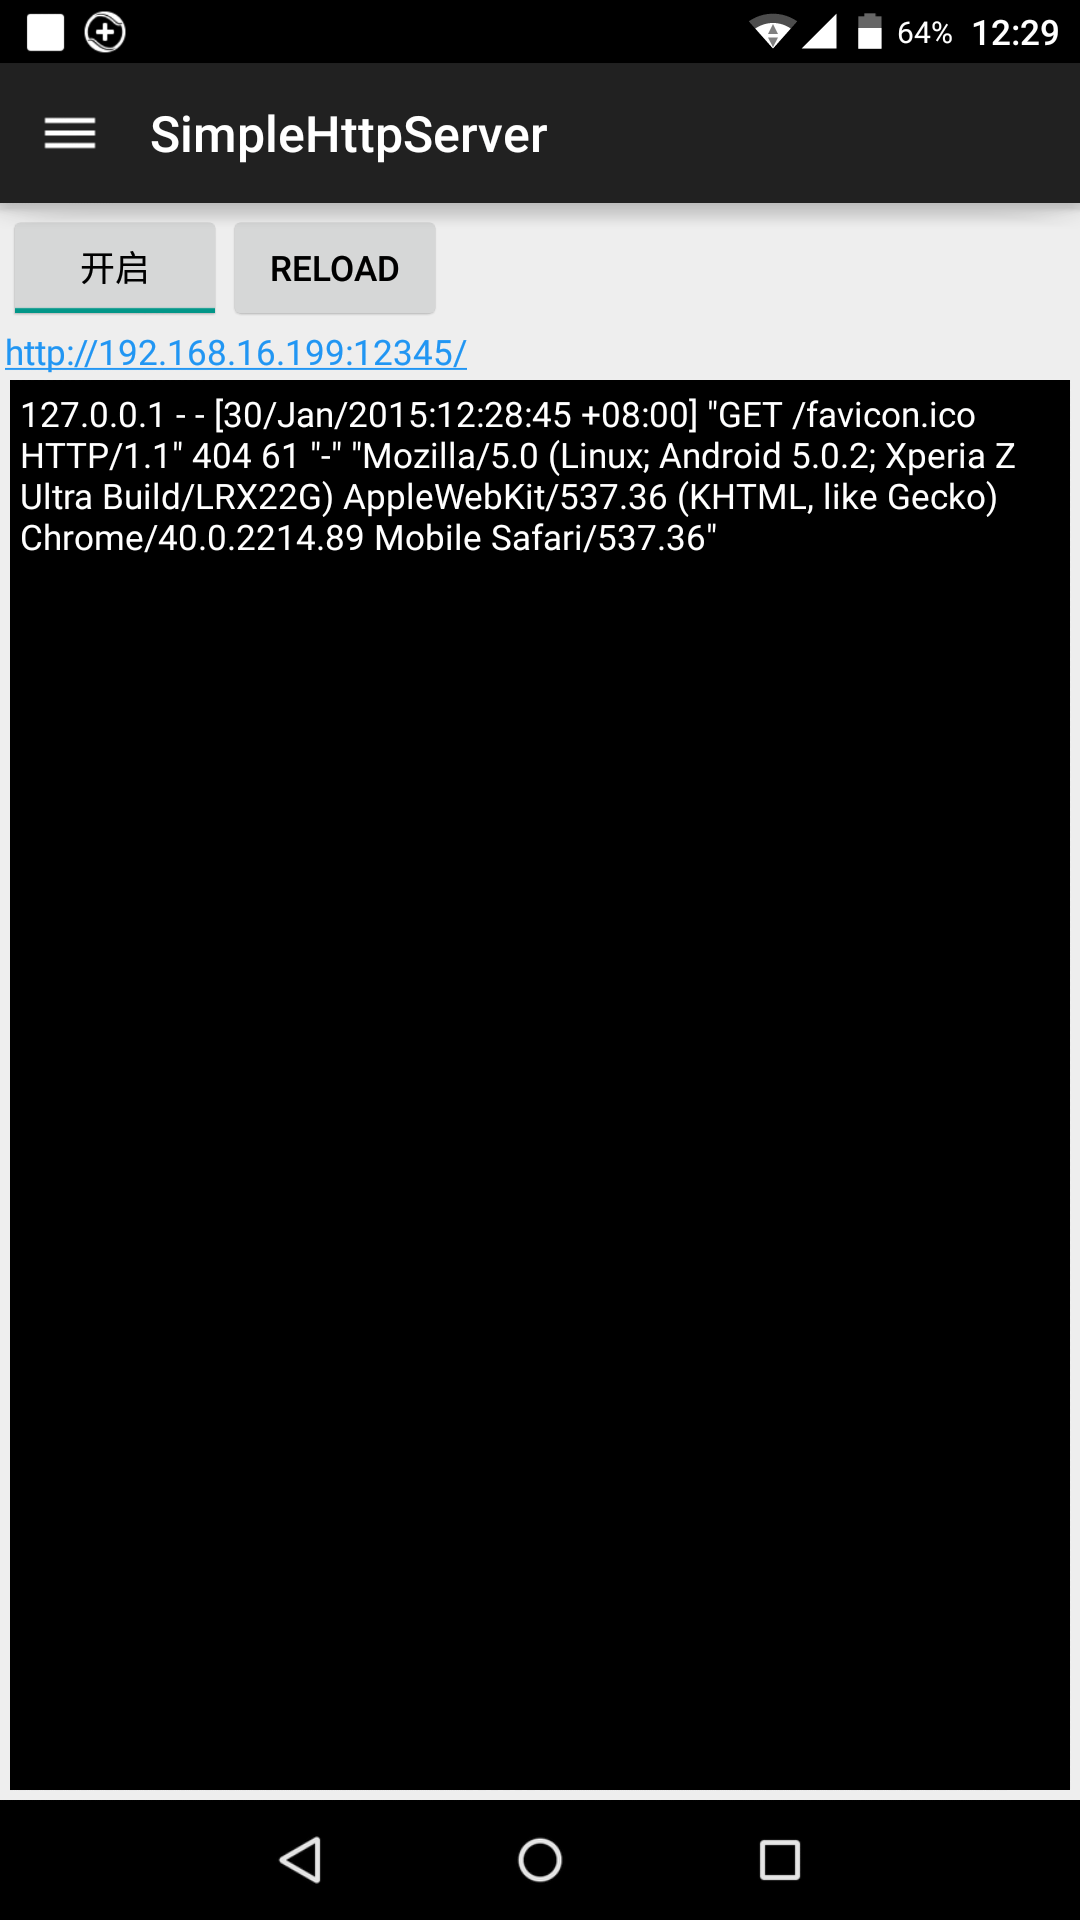 64% 12:29
SimpleHttpServer
开启 RELOAD
http://192.168.16.199:12345/
127.0.0.1 - - [30/Jan/2015:12:28:45 +08:00] "GET /favicon.ico
HTTP/1.1" 404 61 "-" "Mozilla/5.0 (Linux; Android 5.0.2; Xperia Z
Ultra Build/LRX22G) AppleWebKit/537.36 (KHTML, like Gecko)
Chrome/40.0.2214.89 Mobile Safari/537.36"